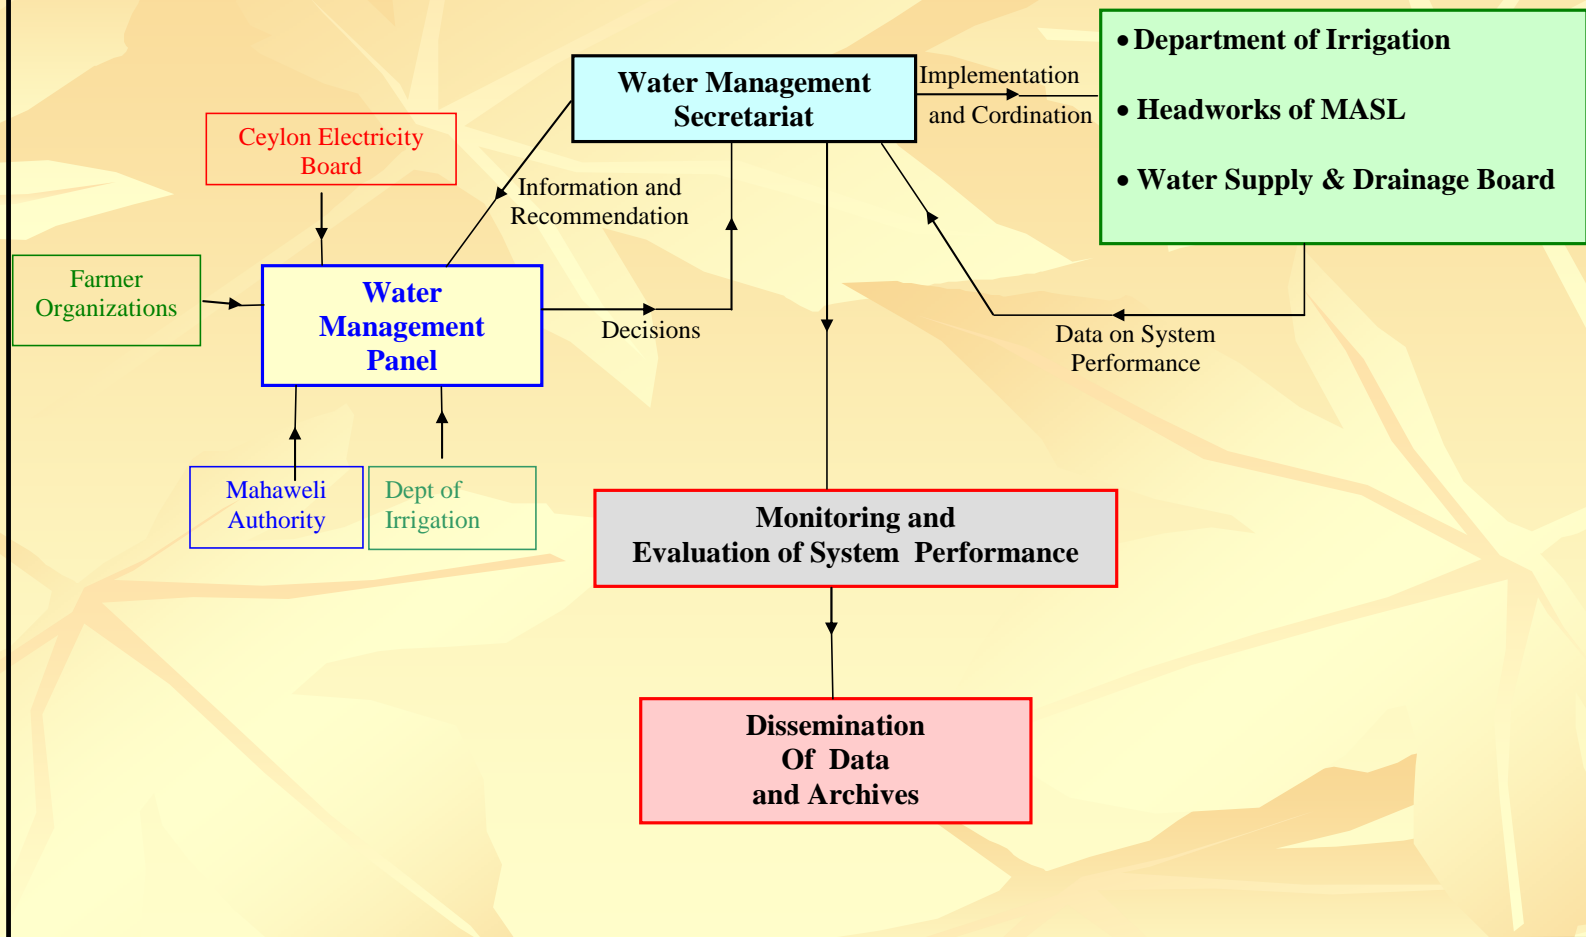 Water Management
Secretariat
Implementation
and Cordination
• Department of Irrigation
• Headworks of MASL
• Water Supply & Drainage Board
Ceylon Electricity
Board
Information and
Recommendation
Farmer
Organizations
Water
Management
Panel
Decisions
Data on System
Performance
Mahaweli
Authority
Dept of
Irrigation
Monitoring and
Evaluation of System Performance
Dissemination
Of Data
and Archives